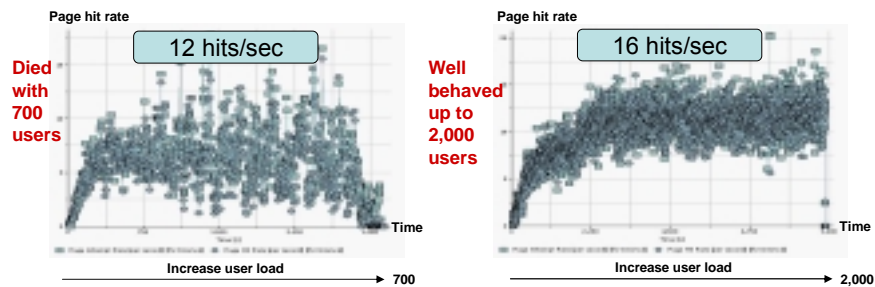 Page hit rate
12 hits/sec
Died
with
700
users
Time
Increase user load
700
Page hit rate
16 hits/sec
Well
behaved
up to
2,000
users
Time
Increase user load
2,000